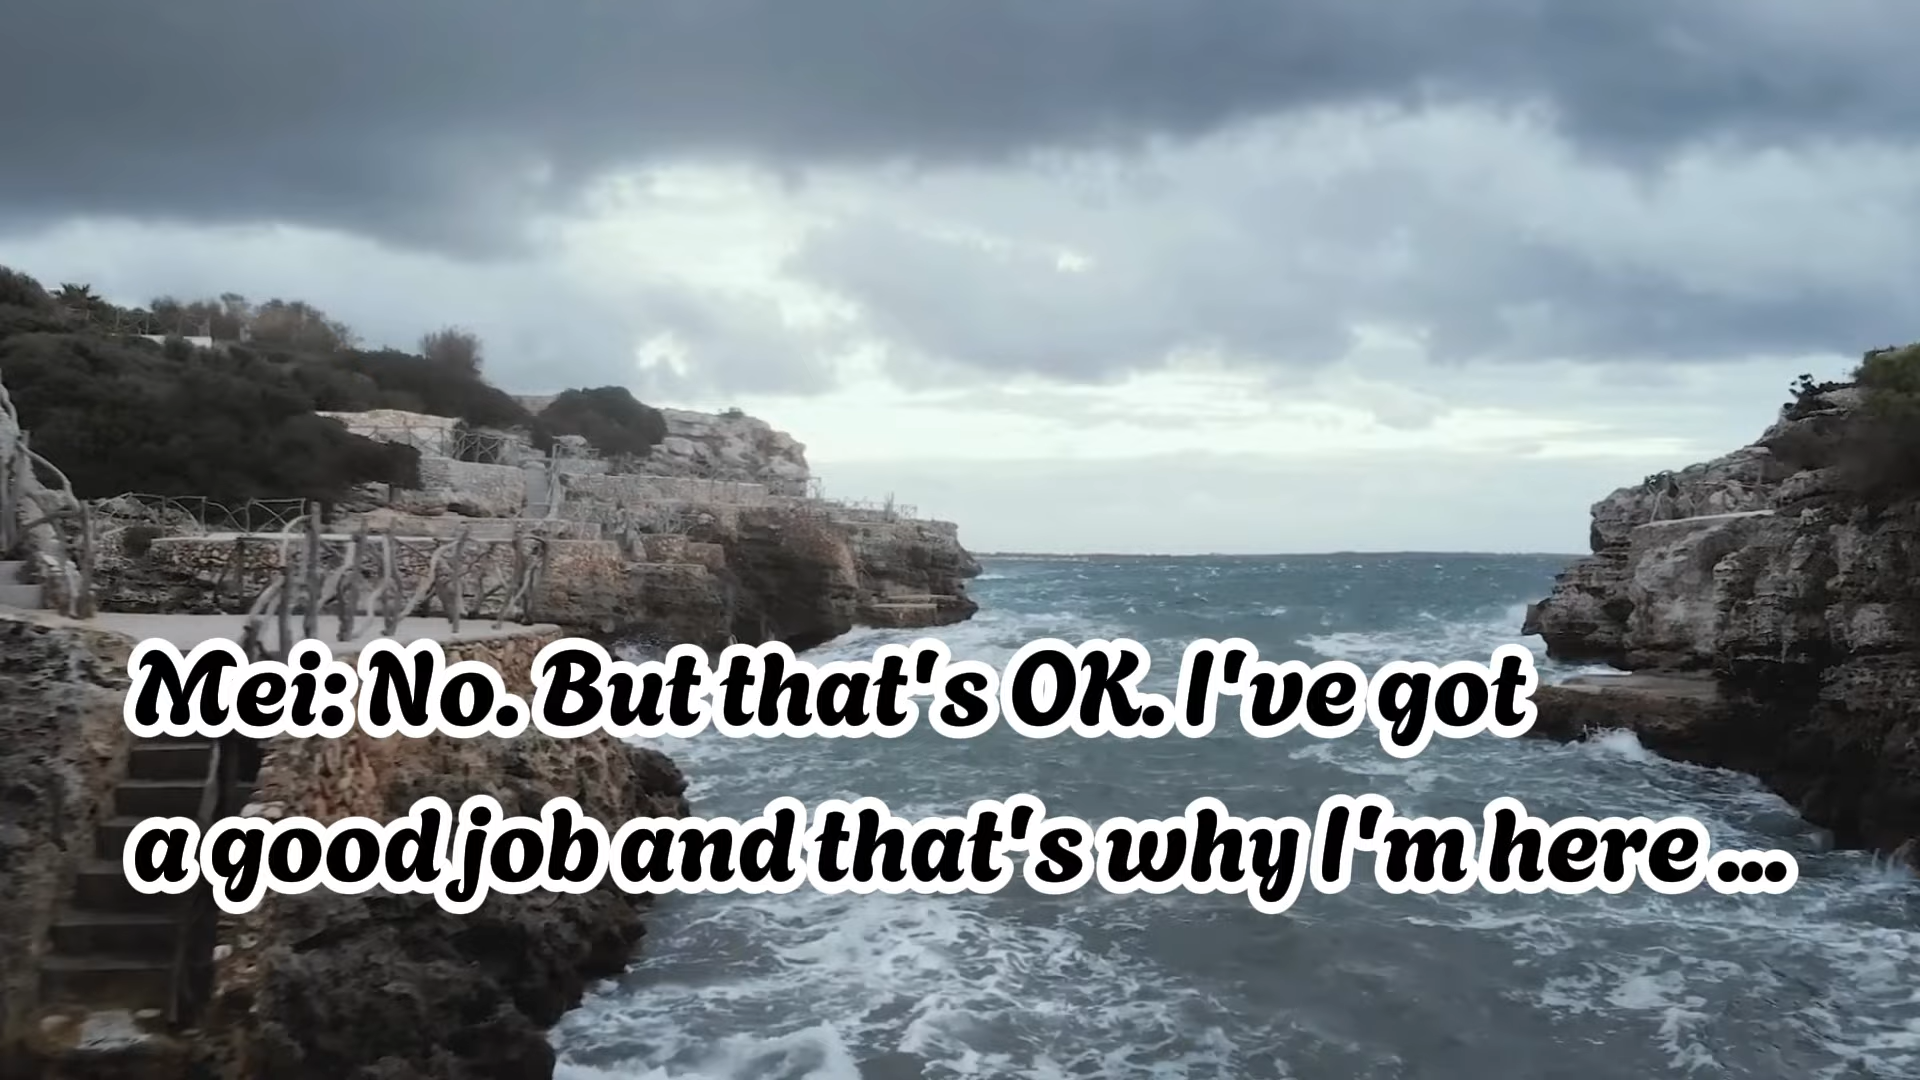 Mei: No. But that's OK. I've got
a good job and that's why I'm here ...